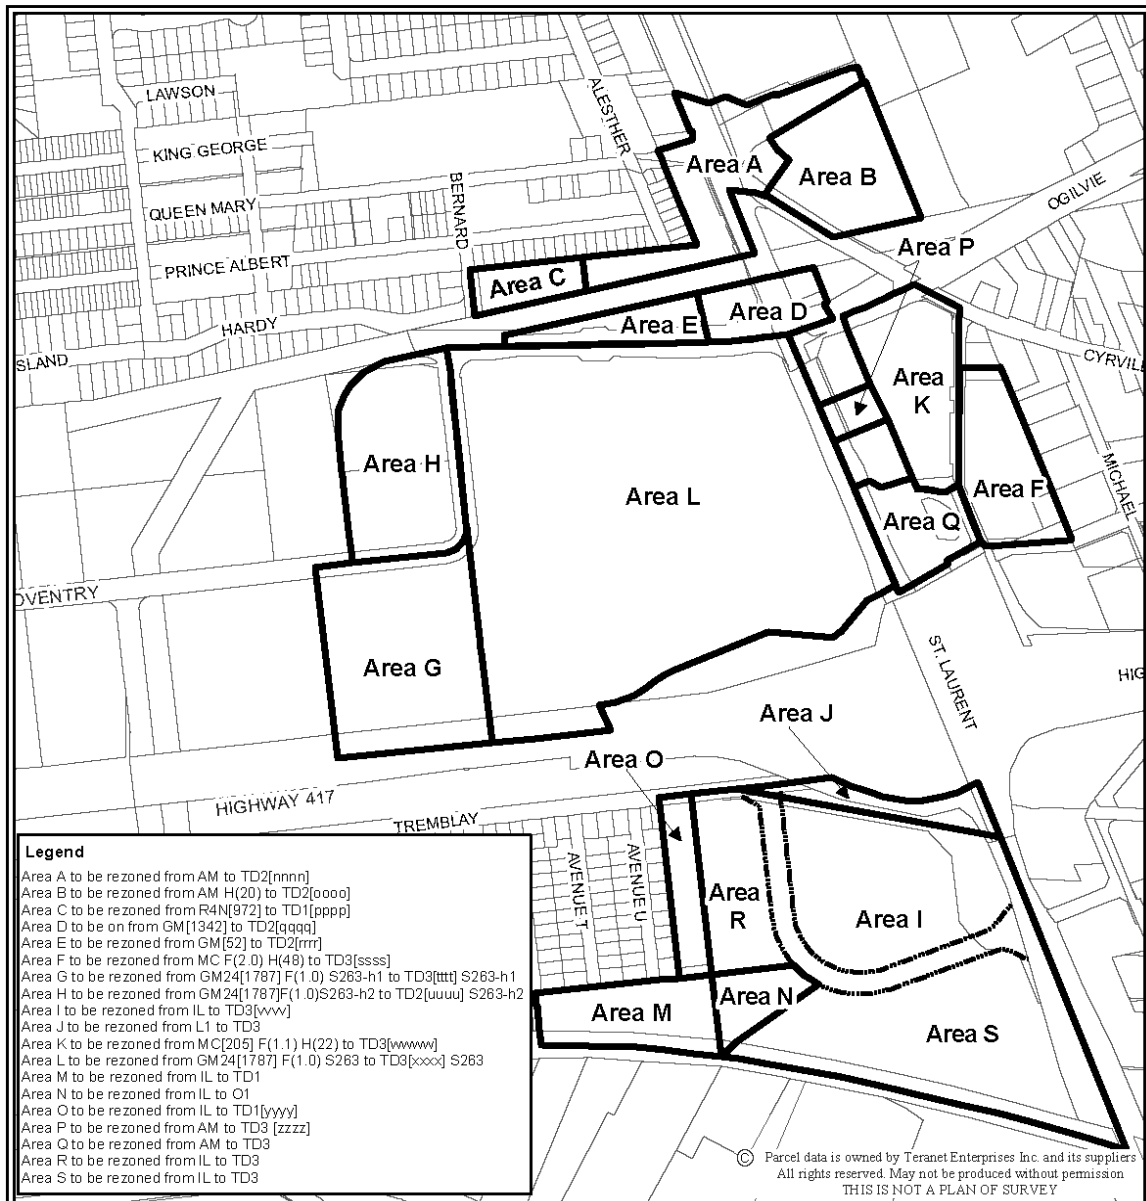 LAWSON
KING GEORGE
QUEEN MARY
PRINCE ALBERT
BERNARD
ALESTHER
HARDY
OGILVIE
CYRVILL
MICHAEL
SLAND
OVENTRY
ST. LAURENT
HIG
HIGHWAY 417
TREMBLAY
AVENUE T
AVENUE U
Area A
Area B
Area P
Area C
Area D
Area E
Area K
Area H
Area L
Area F
Area Q
Area G
Area J
Area O
Area R
Area I
Area N
Area M
Area S
Legend
Area A to be rezoned from AM to TD2[nnnn]
Area B to be rezoned from AM H(20) to TD2[oooo]
Area C to be rezoned from R4N[972] to TD1[pppp]
Area D to be on from GM[1342] to TD2[qqqq]
Area E to be rezoned from GM[52] to TD2[rrrr]
Area F to be rezoned from MC F(2.0) H(48) to TD3[ssss]
Area G to be rezoned from GM24[1787] F(1.0) S263-h1 to TD3[tttt] S263-h1
Area H to be rezoned from GM24[1787]F(1.0)S263-h2 to TD2[uuuu] S263-h2
Area I to be rezoned from IL to TD3[vvvv]
Area J to be rezoned from L1 to TD3
Area K to be rezoned from MC[205] F(1.1) H(22) to TD3[wwwww]
Area L to be rezoned from GM24[1787] F(1.0) S263 to TD3[xxxx] S263
Area M to be rezoned from IL to TD1
Area N to be rezoned from IL to O1
Area O to be rezoned from IL to TD1[yyyy]
Area P to be rezoned from AM to TD3 [zzzz]
Area Q to be rezoned from AM to TD3
Area R to be rezoned from IL to TD3
Area S to be rezoned from IL to TD3
© Parcel data is owned by Teranet Enterprises Inc. and its suppliers
All rights reserved. May not be produced without permission
THIS IS NOT A PLAN OF SURVEY